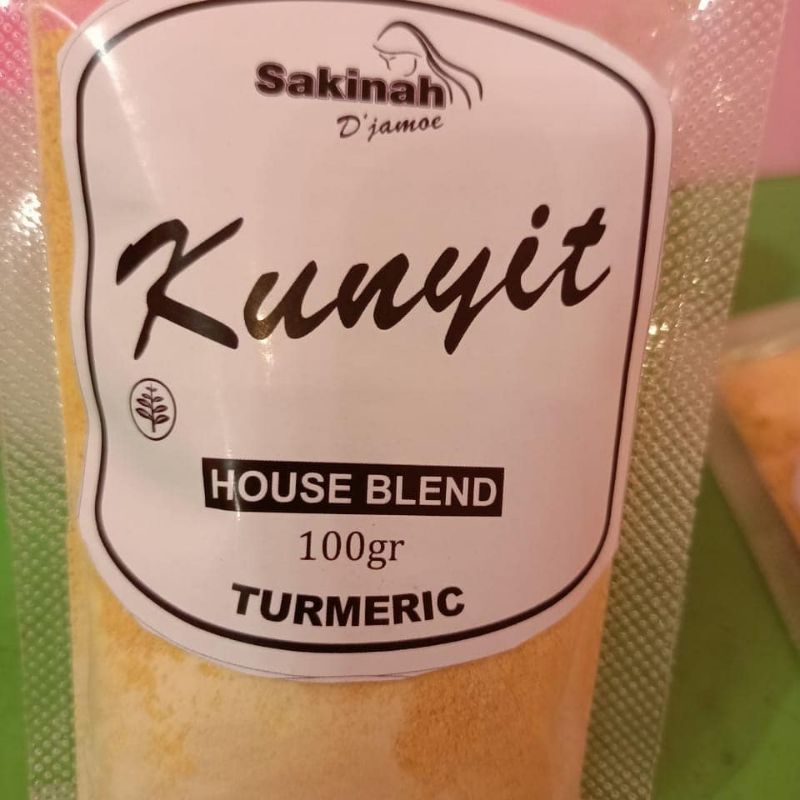 Sakinah
D'jamoe
Kunyit
HOUSE BLEND
100gr
TURMERIC